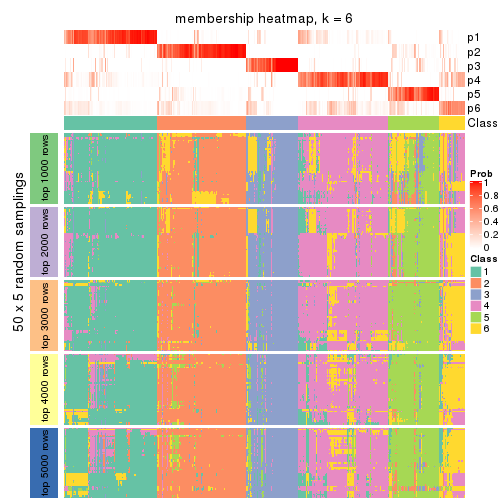 membership heatmap, k = 6
p1
p2
p3
p4
p5
p6
Class
50 x 5 random samplings
top 1000 rows
top 2000 rows
top 3000 rows
top 4000 rows
top 5000 rows
Prob
1
0.8
0.6
0.4
0.2
0
Class
1
2
3
4
5
6